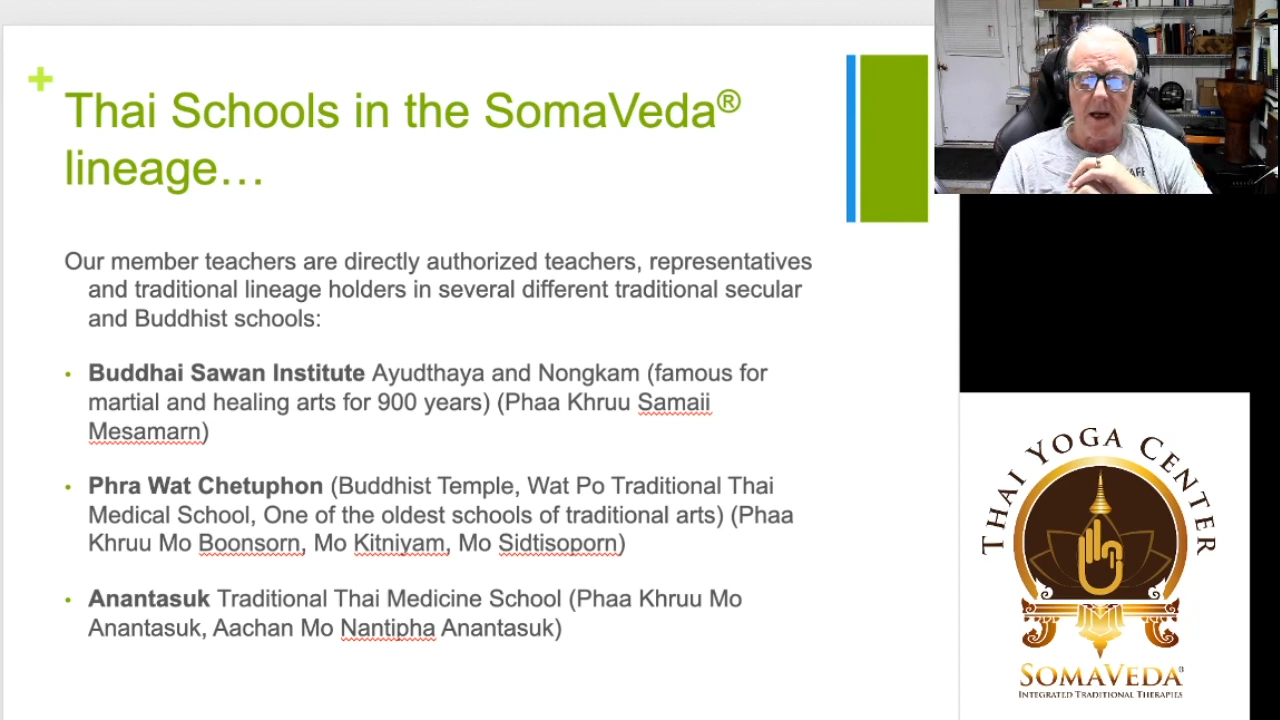 +
Thai Schools in the SomaVeda®
lineage…
Our member teachers are directly authorized teachers, representatives
and traditional lineage holders in several different traditional secular
and Buddhist schools:
• Buddhai Sawan Institute Ayudthaya and Nongkam (famous for
martial and healing arts for 900 years) (Phaa Khruu Samaii
Mesamarn)
• Phra Wat Chetuphon (Buddhist Temple, Wat Po Traditional Thai
Medical School, One of the odest schools of traditional arts) (Phaa
Khruu Mo Boonsorn, Mo Kitniyam, Mo Sidtisoporn)
• Anantasuk Traditional Thai Medicine School (Phaa Khruu Mo
Anantasuk, Aachan Mo Nantipna Anantasuk)
THAI YOGA CENTER
SOMAVEDA®
INTEGRATED TRADITIONAL THERAPIES